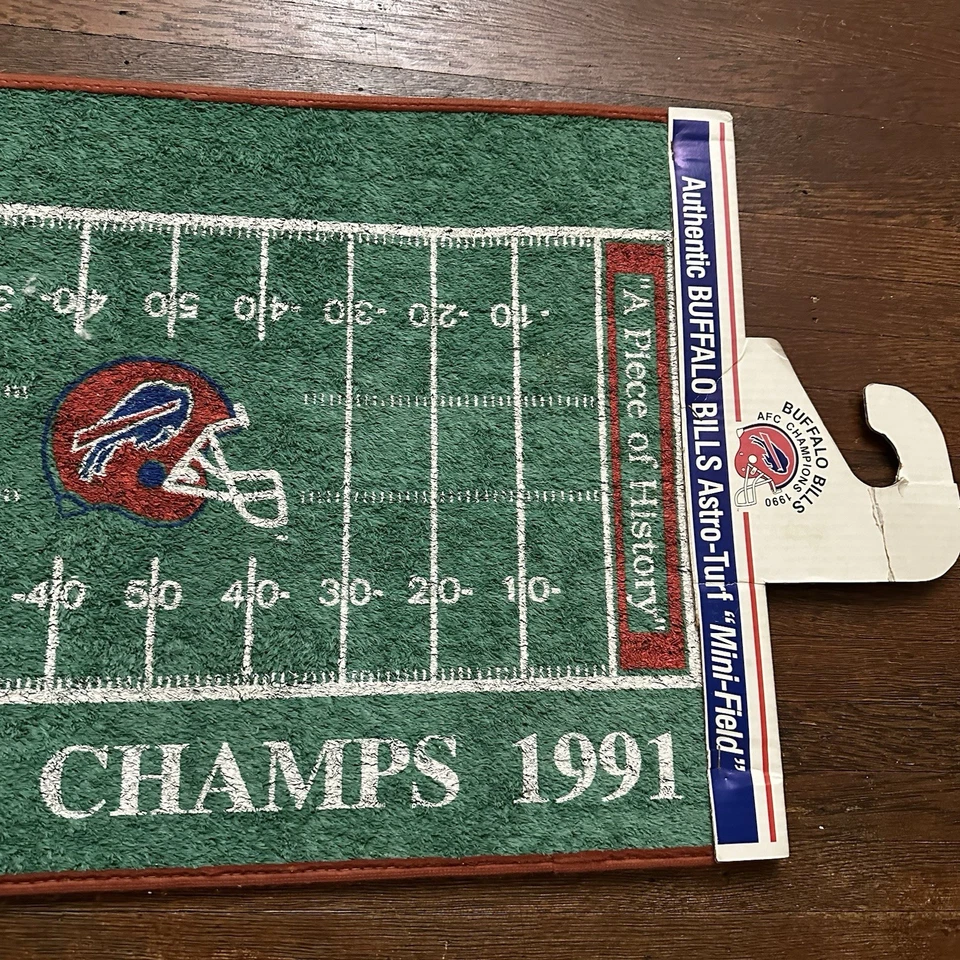 3 -40- 50 40- 30- 20- 10-
-40 50 40- 30- 20- 10-
CHAMPS 1991
"A Piece of History"
Authentic BUFFALO BILLS Astro-Turf "Mini-Field"
BUFFALO BILLS
AFC CHAMPIONS
1990